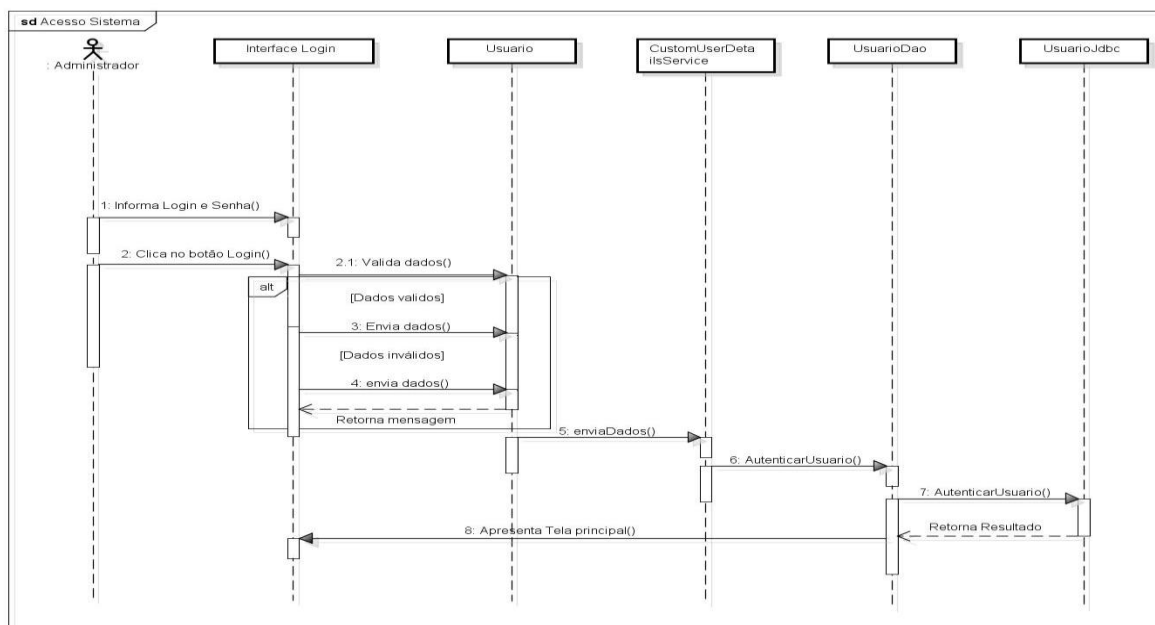 sd Acesso Sistema
: Administrador
Interface Login
Usuario
CustomUserDeta
ilsService
UsuarioDao
UsuarioJdbc
1: Informa Login e Senha()
2: Clica no botão Login()
2.1: Valida dados()
alt
[Dados validos]
3: Envia dados()
[Dados inválidos]
4: envia dados()
Retorna mensagem
5: enviaDados()
6: AutenticarUsuario()
7: AutenticarUsuario()
Retorna Resultado
8: Apresenta Tela principal()